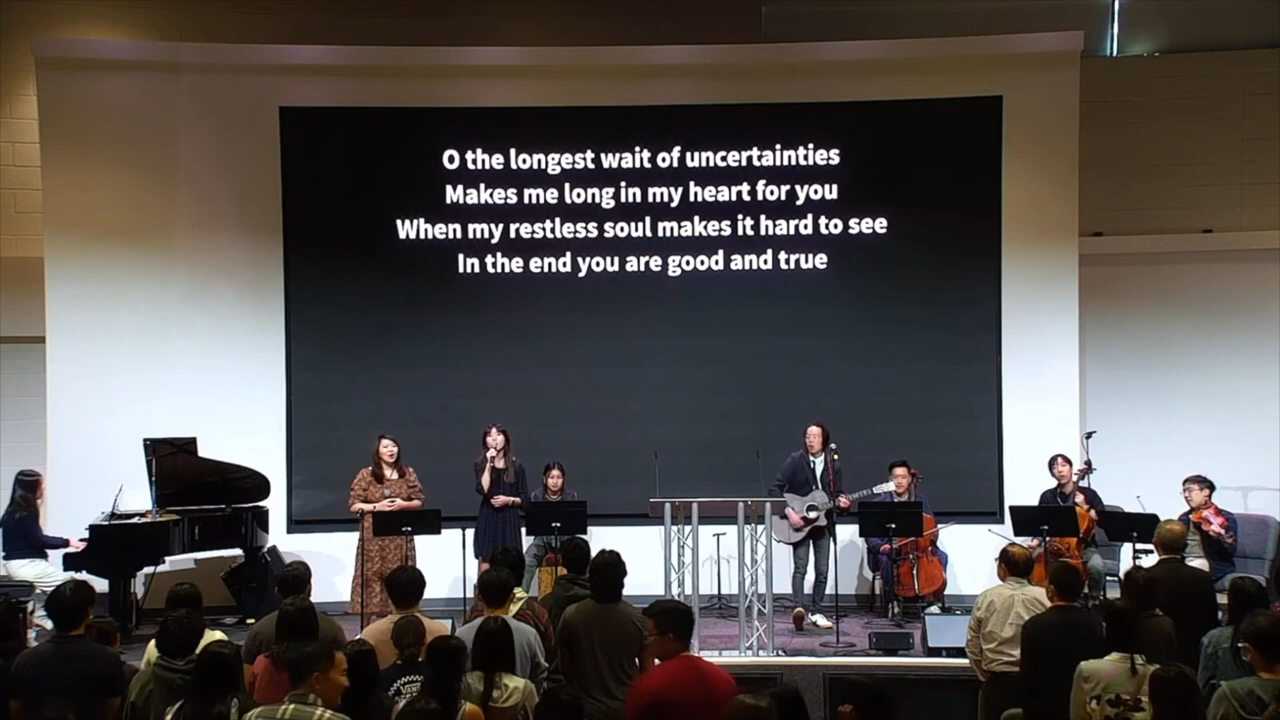 O the longest wait of uncertainties
Makes me long in my heart for you
When my restless soul makes it hard to see
In the end you are good and true
VANS